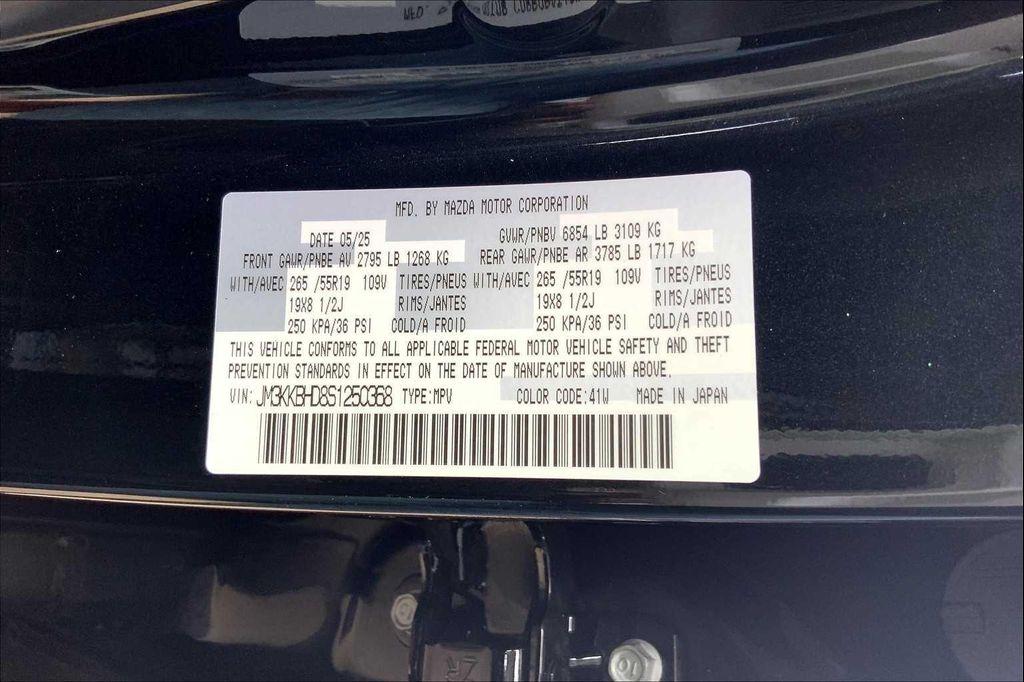 MFD. BY MAZDA MOTOR CORPORATION
DATE 05/25 GVWR/PNBV 6854 LB 3109 KG
FRONT GAWR/PNBE AV 2795 LB 1268 KG REAR GAWR/PNBE AR 3785 LB 1717 KG
WITH/AVEC 265 /55R19 109V TIRES/PNEUS WITH/AVEC 265 /55R19 109V TIRES/PNEUS
19X8 1/2J RIMS/JANTES 19X8 1/2J RIMS/JANTES
250 KPA/36 PSI COLD/A FROID 250 KPA/36 PSI COLD/A FROID
THIS VEHICLE CONFORMS TO ALL APPLICABLE FEDERAL MOTOR VEHICLE SAFETY AND THEFT
PREVENTION STANDARDS IN EFFECT ON THE DATE OF MANUFACTURE SHOWN ABOVE.
VIN: JM3KKBHD8S1250368 TYPE:MPV COLOR CODE:41W MADE IN JAPAN
10